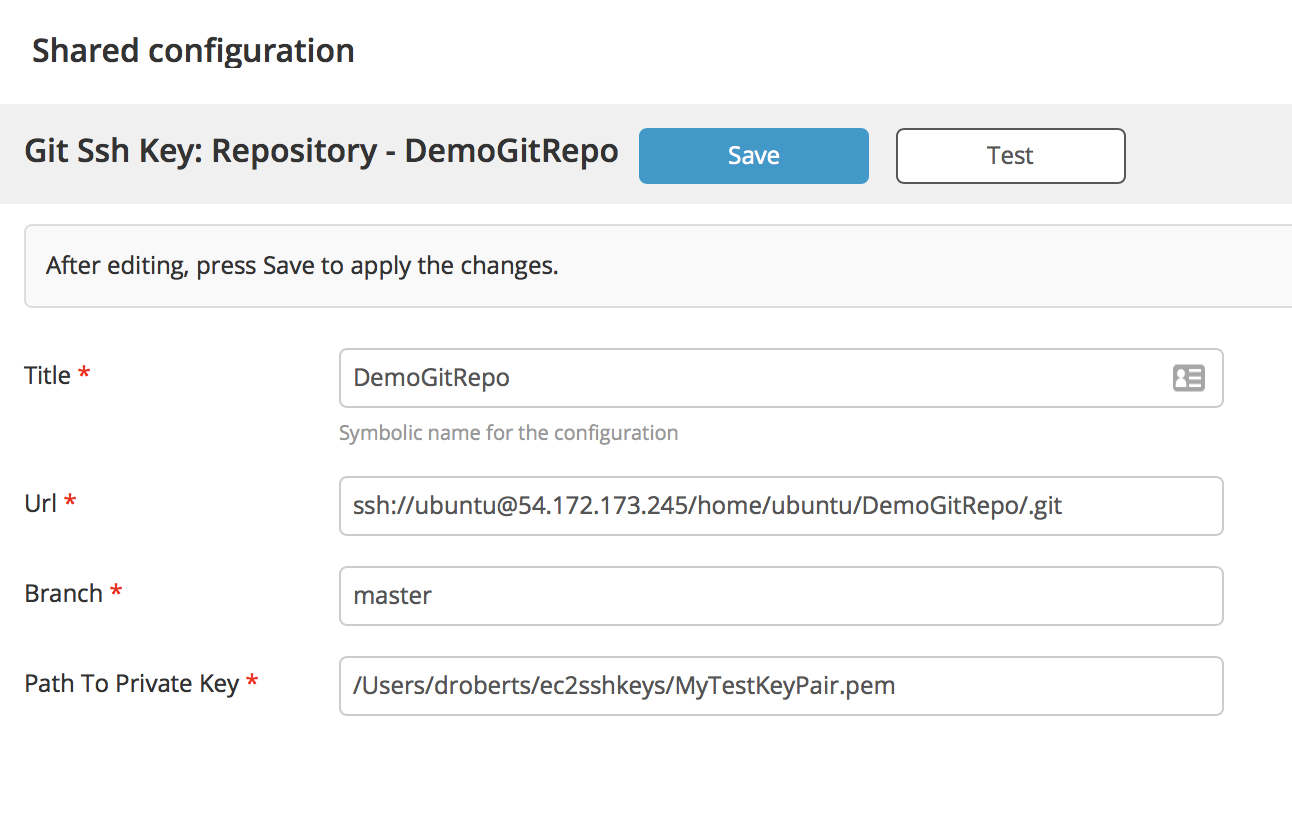 Shared configuration
Git Ssh Key: Repository - DemoGitRepo
Save
Test
After editing, press Save to apply the changes.
Title *
DemoGitRepo
Symbolic name for the configuration
Url *
ssh://ubuntu@54.172.173.245/home/ubuntu/DemoGitRepo/.git
Branch *
master
Path To Private Key *
/Users/droberts/ec2sshkeys/MyTestKeyPair.pem